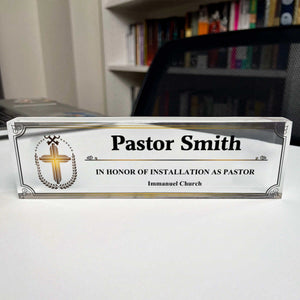 Pastor Smith
IN HONOR OF INSTALLATION AS PASTOR
Immanuel Church